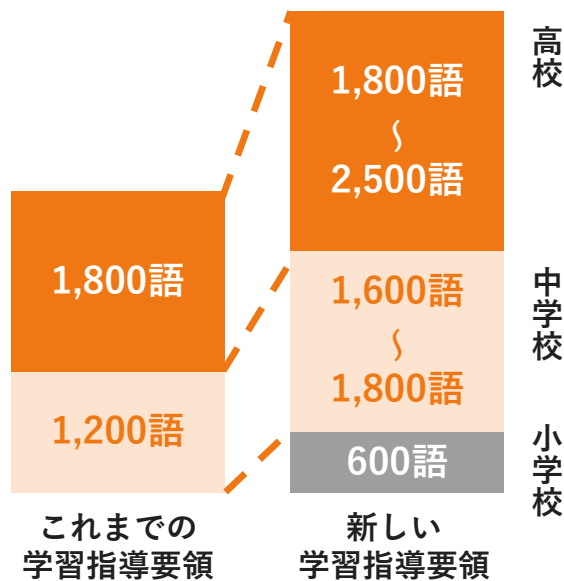 高校
1,800語
〜
2,500語
1,800語
中学校
1,600語
〜
1,800語
1,200語
小学校
600語
これまでの
学習指導要領
新しい
学習指導要領